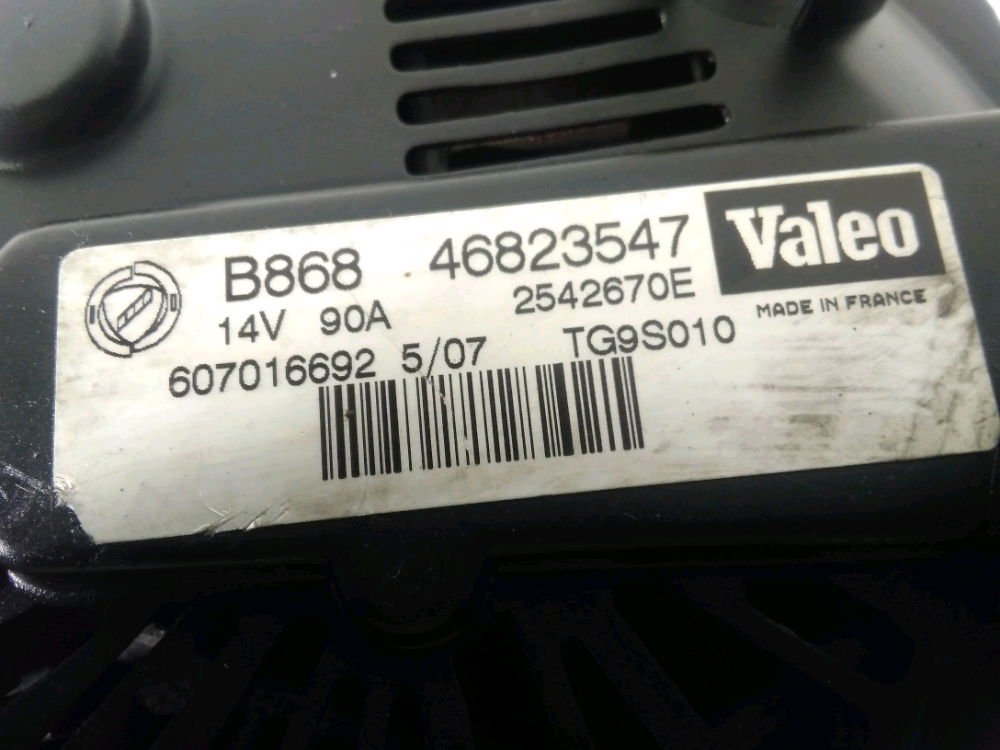 B868 46823547 Valeo
14V 90A 2542670E MADE IN FRANCE
607016692 5/07 TG9S010